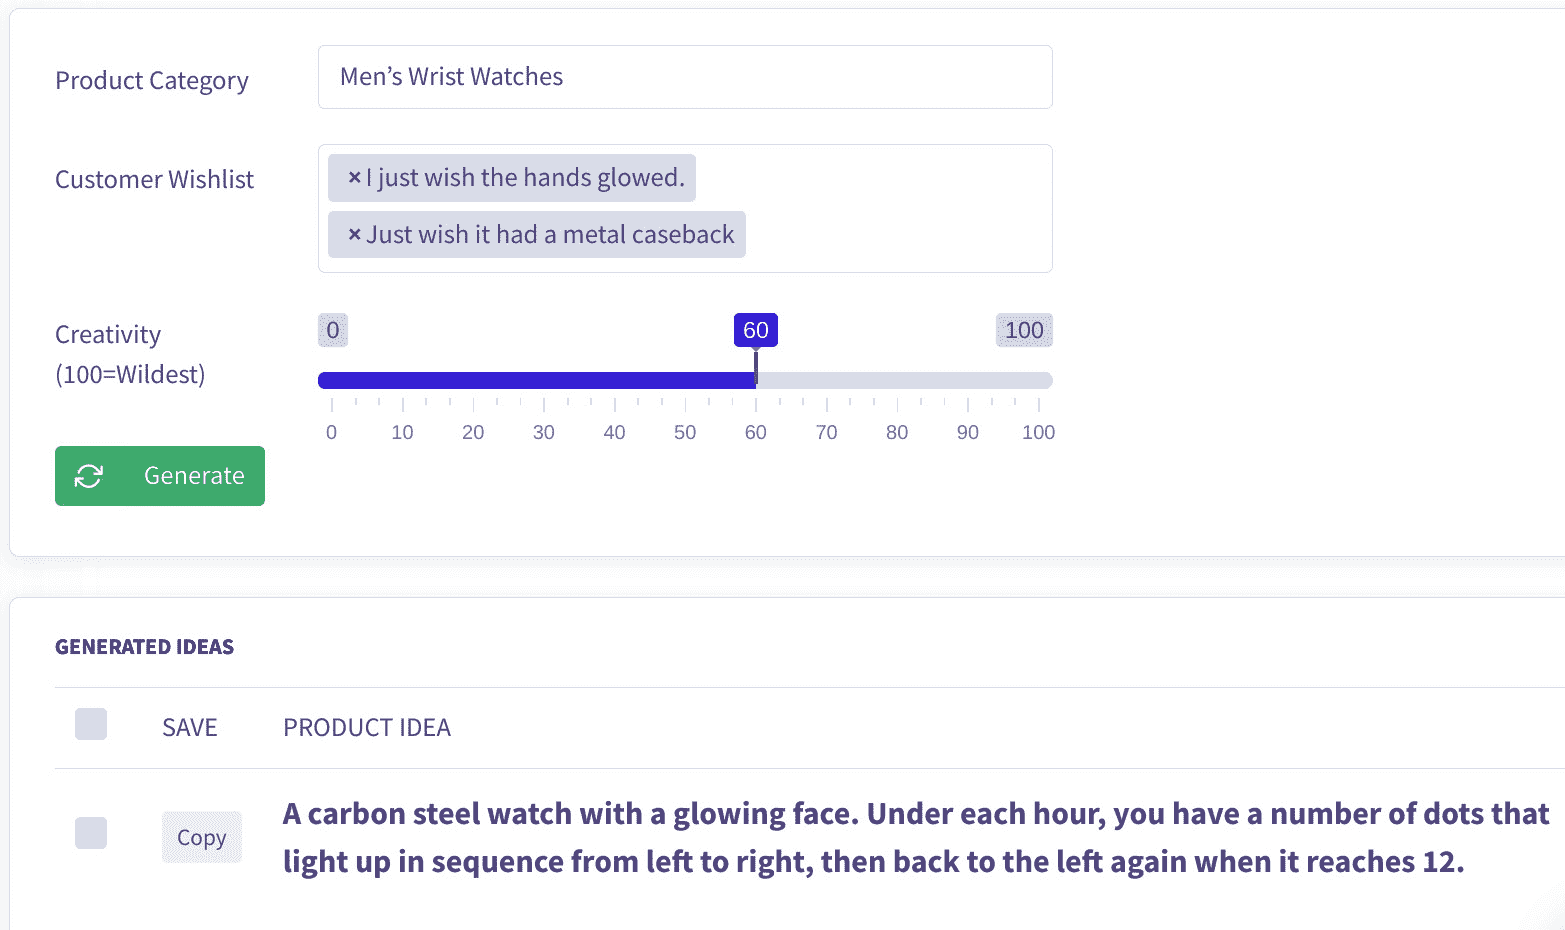 Product Category
Men’s Wrist Watches
Customer Wishlist
× I just wish the hands glowed.
× Just wish it had a metal caseback
Creativity
(100=Wildest)
0 60 100
0 10 20 30 40 50 60 70 80 90 100
Generate
GENERATED IDEAS
SAVE PRODUCT IDEA
Copy
A carbon steel watch with a glowing face. Under each hour, you have a number of dots that
light up in sequence from left to right, then back to the left again when it reaches 12.